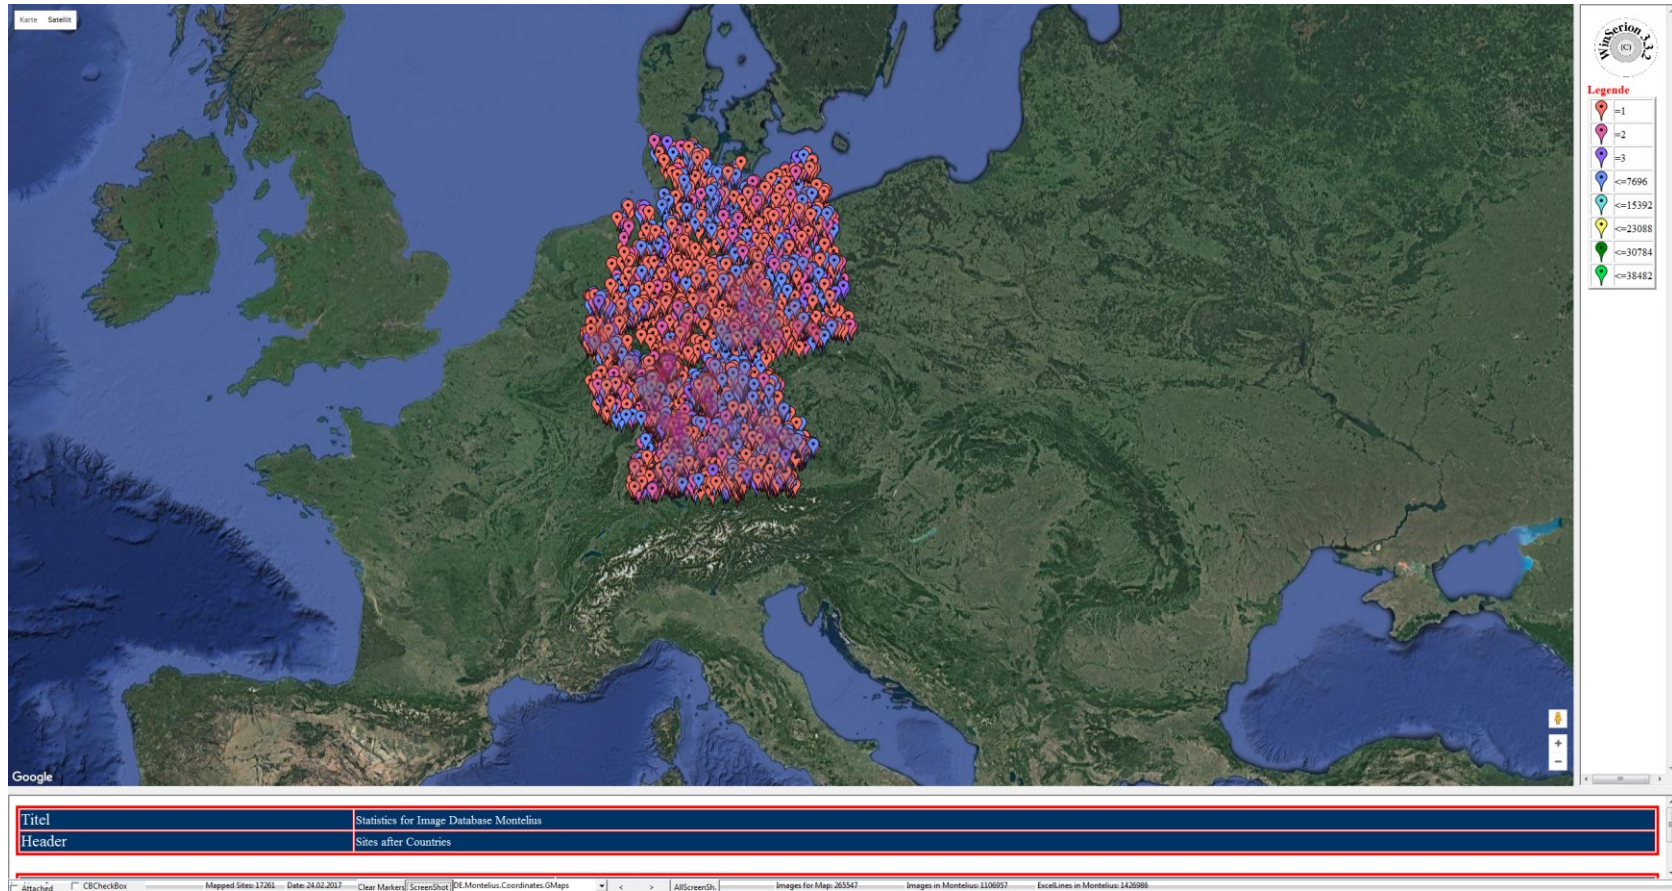 Karte Satellit
WinSerion 3.3.2
(C)
Legende
=1
=2
=3
<=7696
<=15392
<=23088
<=30784
<=38482
Google
Titel Statistics for Image Database Montelius
Header Sites after Countries
Attached CBCheckBox Mapped Sites: 17261 Date: 24.02.2017 Clear Markers ScreenShot DE.Montelius.Coordinates.GMaps < > AllScreenSh. Images for Map: 265547 Images in Montelius: 1106957 ExcelLines in Montelius: 1426986